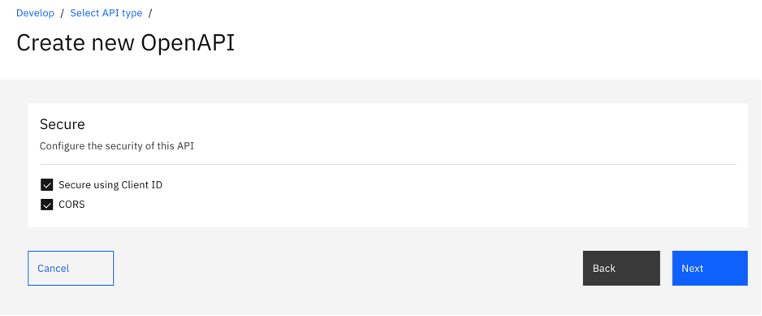 Develop / Select API type /
Create new OpenAPI
Secure
Configure the security of this API
Secure using Client ID
CORS
Cancel
Back
Next